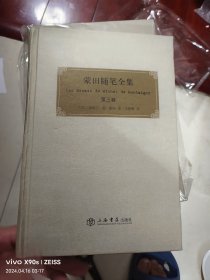 蒙田随笔全集
Les Essais de Michel de Montaigne
第三卷
上海书店出版社
vivo X90s | ZEISS
2024.04.16 03:17